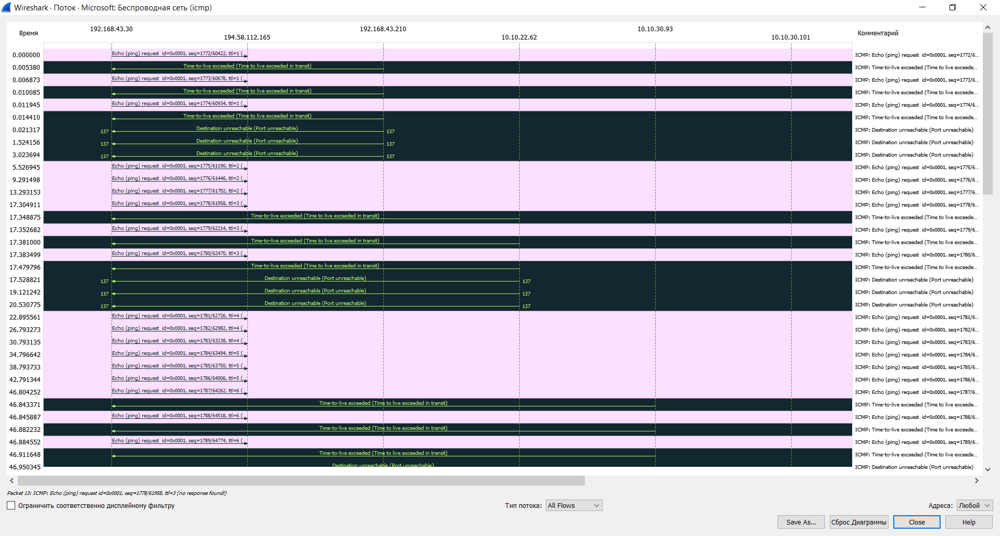 Wireshark · Поток · Microsoft: Беспроводная сеть (icmp)
Время 192.168.43.30 194.58.112.165 192.168.43.210 10.10.22.62 10.10.30.93 10.10.30.101 Комментарий
0.000000 Echo (ping) request id=0x0001, seq=1772/60422, ttl=1 (... ICMP: Echo (ping) request id=0x0001, seq=1772/6...
0.005380 Time-to-live exceeded (Time to live exceeded in transit) ICMP: Time-to-live exceeded (Time to live exceede...
0.006873 Echo (ping) request id=0x0001, seq=1773/60678, ttl=1 (... ICMP: Echo (ping) request id=0x0001, seq=1773/6...
0.010085 Time-to-live exceeded (Time to live exceeded in transit) ICMP: Time-to-live exceeded (Time to live exceede...
0.011945 Echo (ping) request id=0x0001, seq=1774/60934, ttl=1 (... ICMP: Echo (ping) request id=0x0001, seq=1774/6...
0.014410 Time-to-live exceeded (Time to live exceeded in transit) ICMP: Time-to-live exceeded (Time to live exceede...
0.021317 137 Destination unreachable (Port unreachable) 137 ICMP: Destination unreachable (Port unreachable)
1.524156 137 Destination unreachable (Port unreachable) 137 ICMP: Destination unreachable (Port unreachable)
3.023694 137 Destination unreachable (Port unreachable) 137 ICMP: Destination unreachable (Port unreachable)
5.526945 Echo (ping) request id=0x0001, seq=1775/61190, ttl=2 (... ICMP: Echo (ping) request id=0x0001, seq=1775/6...
9.291498 Echo (ping) request id=0x0001, seq=1776/61446, ttl=2 (... ICMP: Echo (ping) request id=0x0001, seq=1776/6...
13.293153 Echo (ping) request id=0x0001, seq=1777/61702, ttl=2 (... ICMP: Echo (ping) request id=0x0001, seq=1777/6...
17.304911 Echo (ping) request id=0x0001, seq=1778/61958, ttl=3 (... ICMP: Echo (ping) request id=0x0001, seq=1778/6...
17.348875 Time-to-live exceeded (Time to live exceeded in transit) ICMP: Time-to-live exceeded (Time to live exceede...
17.352682 Echo (ping) request id=0x0001, seq=1779/62214, ttl=3 (... ICMP: Echo (ping) request id=0x0001, seq=1779/6...
17.381000 Time-to-live exceeded (Time to live exceeded in transit) ICMP: Time-to-live exceeded (Time to live exceede...
17.383499 Echo (ping) request id=0x0001, seq=1780/62470, ttl=3 (... ICMP: Echo (ping) request id=0x0001, seq=1780/6...
17.479796 Time-to-live exceeded (Time to live exceeded in transit) ICMP: Time-to-live exceeded (Time to live exceede...
17.528821 137 Destination unreachable (Port unreachable) 137 ICMP: Destination unreachable (Port unreachable)
19.121242 137 Destination unreachable (Port unreachable) 137 ICMP: Destination unreachable (Port unreachable)
20.530775 137 Destination unreachable (Port unreachable) 137 ICMP: Destination unreachable (Port unreachable)
22.895561 Echo (ping) request id=0x0001, seq=1781/62726, ttl=4 (... ICMP: Echo (ping) request id=0x0001, seq=1781/6...
26.793273 Echo (ping) request id=0x0001, seq=1782/62982, ttl=4 (... ICMP: Echo (ping) request id=0x0001, seq=1782/6...
30.793135 Echo (ping) request id=0x0001, seq=1783/63238, ttl=4 (... ICMP: Echo (ping) request id=0x0001, seq=1783/6...
34.796642 Echo (ping) request id=0x0001, seq=1784/63494, ttl=5 (... ICMP: Echo (ping) request id=0x0001, seq=1784/6...
38.793733 Echo (ping) request id=0x0001, seq=1785/63750, ttl=5 (... ICMP: Echo (ping) request id=0x0001, seq=1785/6...
42.791344 Echo (ping) request id=0x0001, seq=1786/64006, ttl=5 (... ICMP: Echo (ping) request id=0x0001, seq=1786/6...
46.804252 Echo (ping) request id=0x0001, seq=1787/64262, ttl=6 (... ICMP: Echo (ping) request id=0x0001, seq=1787/6...
46.843371 Time-to-live exceeded (Time to live exceeded in transit) ICMP: Time-to-live exceeded (Time to live exceede...
46.845887 Echo (ping) request id=0x0001, seq=1788/64518, ttl=6 (... ICMP: Echo (ping) request id=0x0001, seq=1788/6...
46.882232 Time-to-live exceeded (Time to live exceeded in transit) ICMP: Time-to-live exceeded (Time to live exceede...
46.884552 Echo (ping) request id=0x0001, seq=1789/64774, ttl=6 (... ICMP: Echo (ping) request id=0x0001, seq=1789/6...
46.911648 Time-to-live exceeded (Time to live exceeded in transit) ICMP: Time-to-live exceeded (Time to live exceede...
46.950345 Destination unreachable (Port unreachable) ICMP: Destination unreachable (Port unreachable)
Packet 13: ICMP: Echo (ping) request id=0x0001, seq=1778/61958, ttl=3 (no response found!)
Ограничить соответственно дисплейному фильтру Тип потока: All Flows Адреса: Любой
Save As... Сброс Диаграммы Close Help